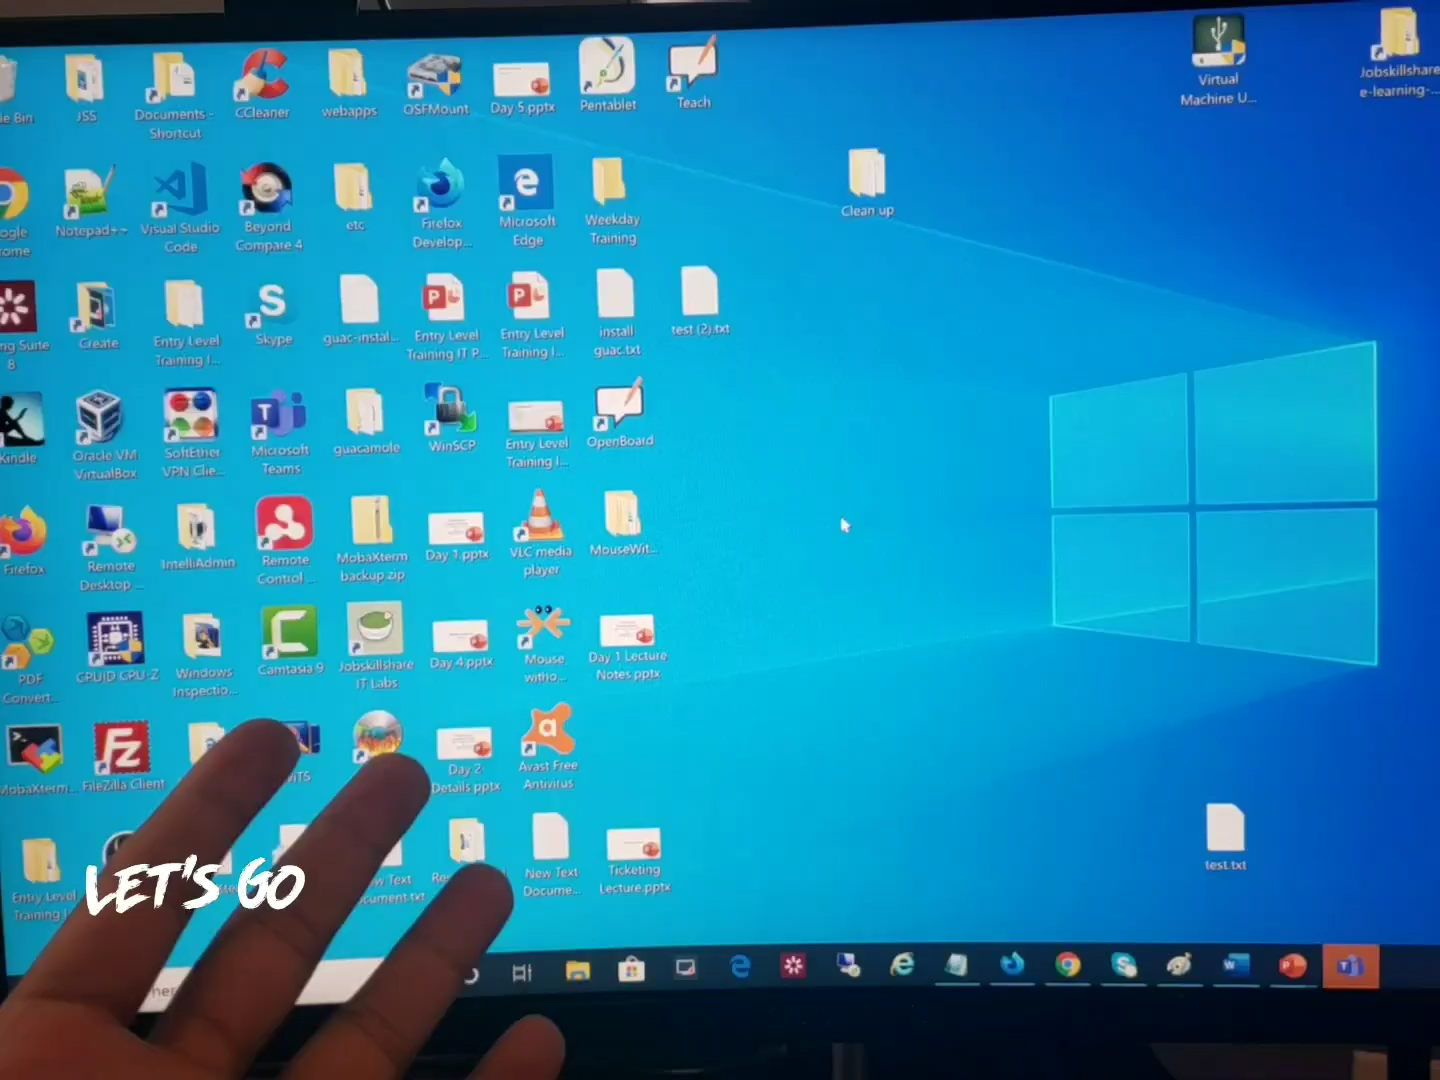 JSS
Documents -
Shortcut
CCleaner
webapps
OSFMount
Day 5.pptx
Pentablet
Teach
Virtual
Machine U...
Jobskillshare
e-learning-...
Notepad++
Visual Studio
Code
Beyond
Compare 4
etc
Firefox
Develop...
Microsoft
Edge
Weekday
Training
Clean up
Create
Entry Level
Training I...
Skype
guac-instal...
Entry Level
Training IT P...
Entry Level
Training I...
install
guac.txt
test (2).txt
ng Suite
8
Kindle
Oracle VM
VirtualBox
SoftEther
VPN Clie...
Microsoft
Teams
guacamole
WinSCP
Entry Level
Training I...
OpenBoard
Firefox
Remote
Desktop ...
IntelliAdmin
Remote
Control ...
MobaXterm
backup.zip
Day 1.pptx
VLC media
player
MouseWit...
PDF
Convert...
CPUID CPU-Z
Windows
Inspectio...
Camtasia 9
Jobskillshare
IT Labs
Day 4.pptx
Mouse
witho...
Day 1 Lecture
Notes.pptx
MobaXterm...
FileZilla Client
Day 2
Details.pptx
Avast Free
Antivirus
Entry Level
Training I
LET'S GO
New Text
Docume...
Ticketing
Lecture.pptx
test.txt